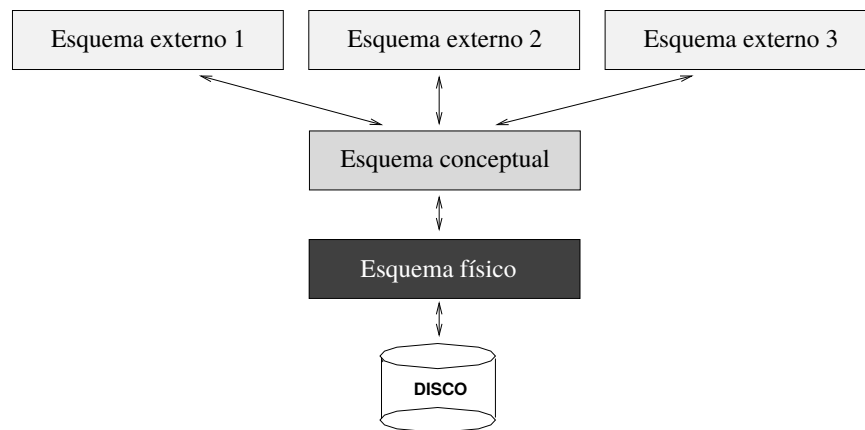 Esquema externo 1
Esquema externo 2
Esquema externo 3
Esquema conceptual
Esquema físico
DISCO